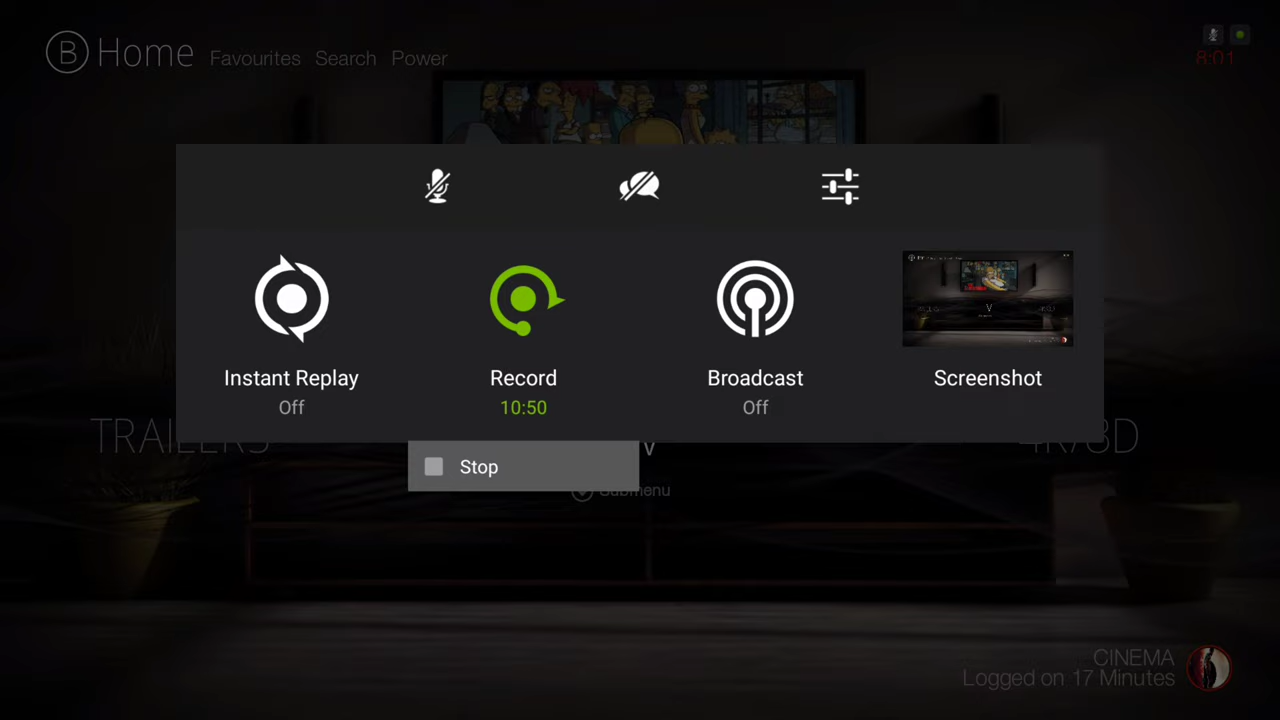 B Home Favourites Search Power
8:01
Instant Replay Record Broadcast Screenshot
Off 10:50 Off
TRAILERS V 4K/3D
Stop
Submenu
CINEMA
Logged on 17 Minutes